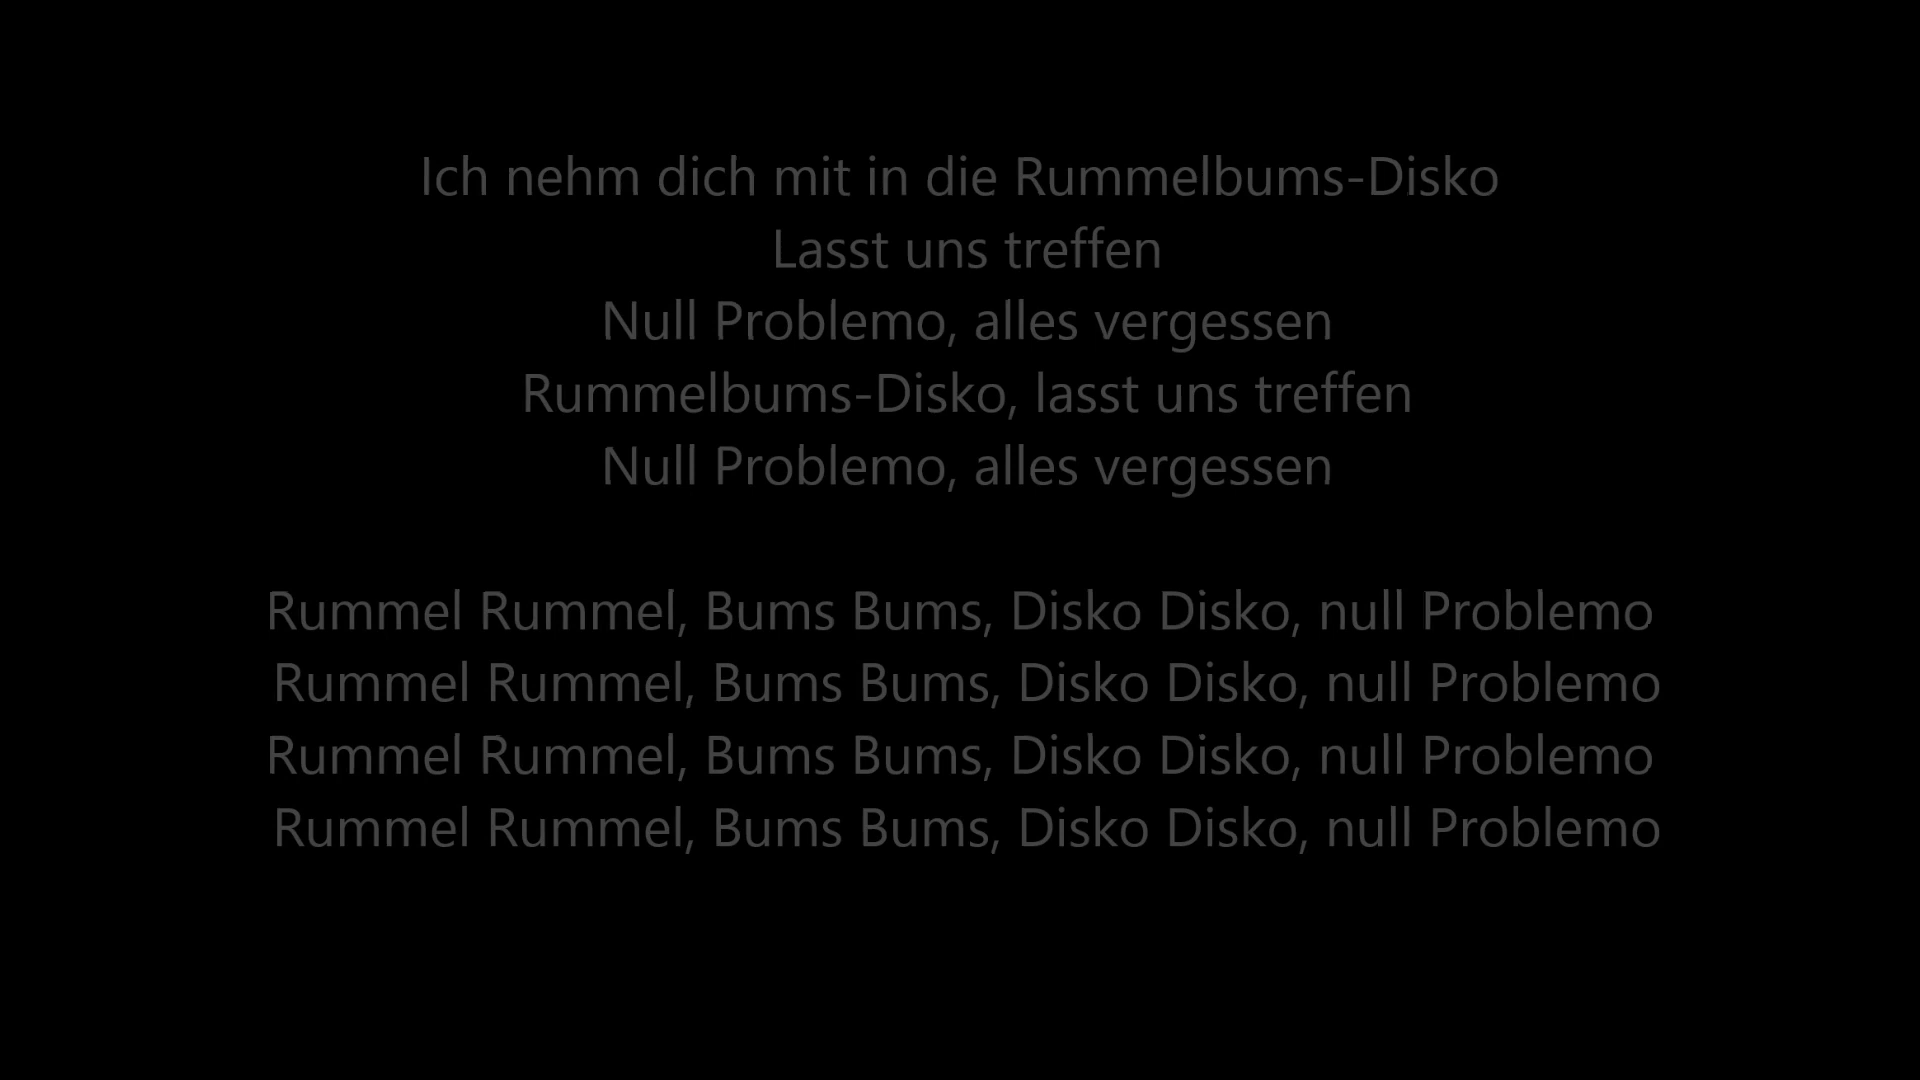 Ich nehm dich mit in die Rummelbums-Disko
Lasst uns treffen
Null Problemo, alles vergessen
Rummelbums-Disko, lasst uns treffen
Null Problemo, alles vergessen
Rummel Rummel, Bums Bums, Disko Disko, null Problemo
Rummel Rummel, Bums Bums, Disko Disko, null Problemo
Rummel Rummel, Bums Bums, Disko Disko, null Problemo
Rummel Rummel, Bums Bums, Disko Disko, null Problemo